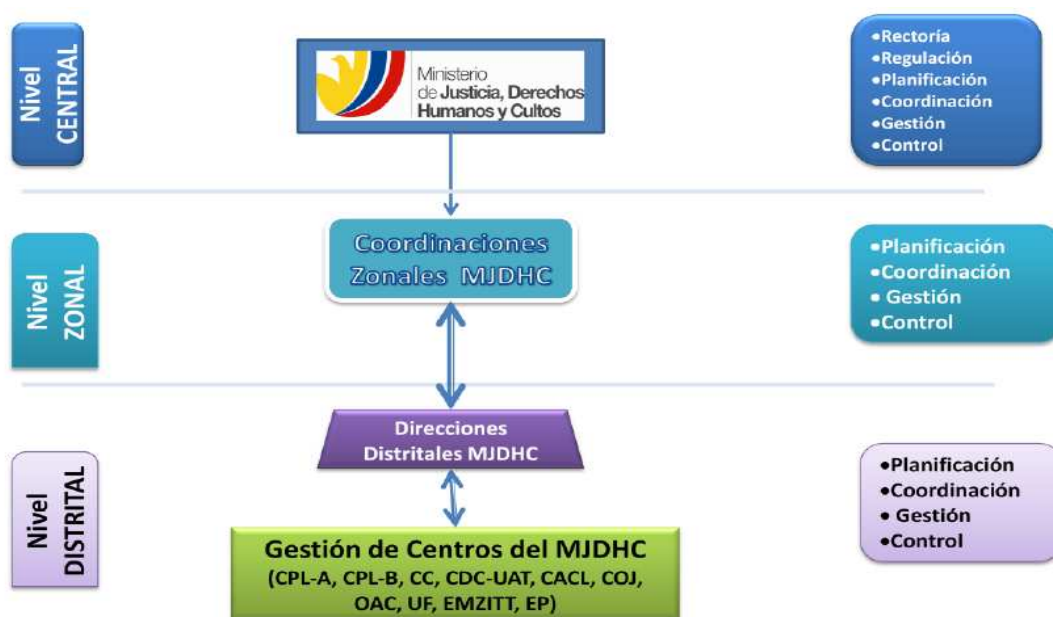 Nivel
CENTRAL
Ministerio
de Justicia, Derechos
Humanos y Cultos
•Rectoría
•Regulación
•Planificación
•Coordinación
•Gestión
•Control
Nivel
ZONAL
Coordinaciones
Zonales MJDHC
•Planificación
•Coordinación
• Gestión
•Control
Nivel
DISTRITAL
Direcciones
Distritales MJDHC
Gestión de Centros del MJDHC
(CPL-A, CPL-B, CC, CDC-UAT, CACL, COJ,
OAC, UF, EMZITT, EP)
•Planificación
•Coordinación
• Gestión
•Control